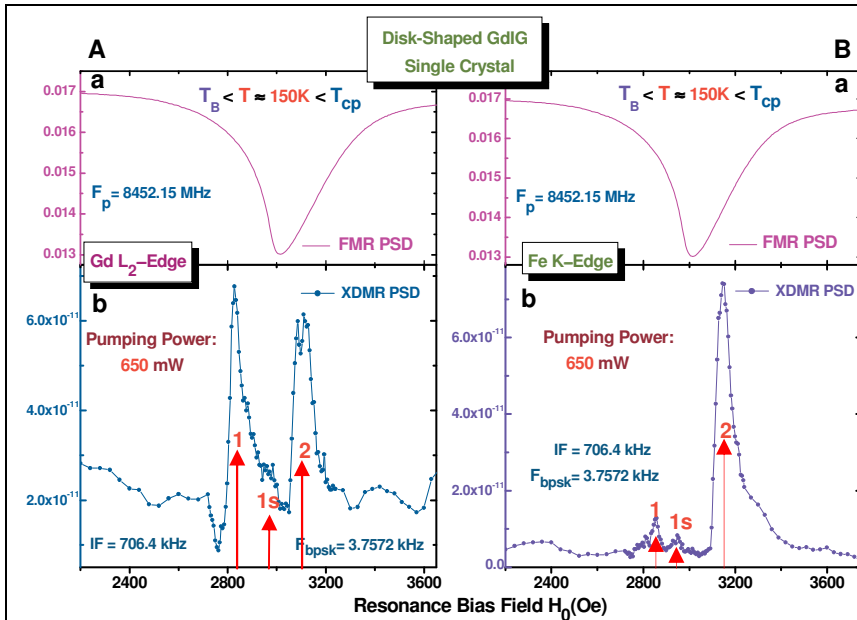 Disk-Shaped GdIG
Single Crystal
A
a
T_B < T ≈ 150K < T_cp
0.017
0.016
0.015
0.014
0.013
F_p = 8452.15 MHz
FMR PSD
Gd L_2–Edge
b
XDMR PSD
6.0x10^-11
4.0x10^-11
2.0x10^-11
Pumping Power:
650 mW
1
1s
2
IF = 706.4 kHz
F_bpsk = 3.7572 kHz
2200
2800
3000
3600
B
a
T_B < T ≈ 150K < T_cp
0.017
0.016
0.015
0.014
0.013
F_p = 8452.15 MHz
FMR PSD
Fe K–Edge
b
XDMR PSD
6.0x10^-11
4.0x10^-11
2.0x10^-11
0.0
Pumping Power:
650 mW
IF = 706.4 kHz
F_bpsk = 3.7572 kHz
1
1s
2
2400
2800
3200
3600
Resonance Bias Field H_0(Oe)